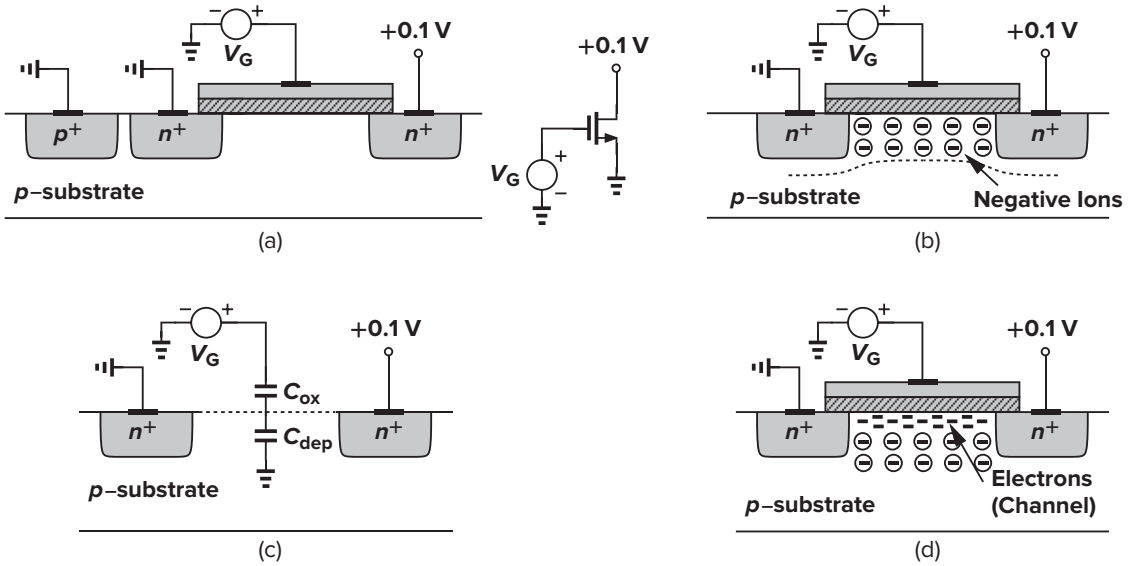 − +
V_G
+0.1 V
p+
n+
n+
p–substrate
(a)
+0.1 V
V_G
+
−
− +
V_G
+0.1 V
n+
n+
p–substrate
Negative Ions
(b)
− +
V_G
+0.1 V
C_ox
C_dep
n+
n+
p–substrate
(c)
− +
V_G
+0.1 V
n+
n+
p–substrate
Electrons
(Channel)
(d)